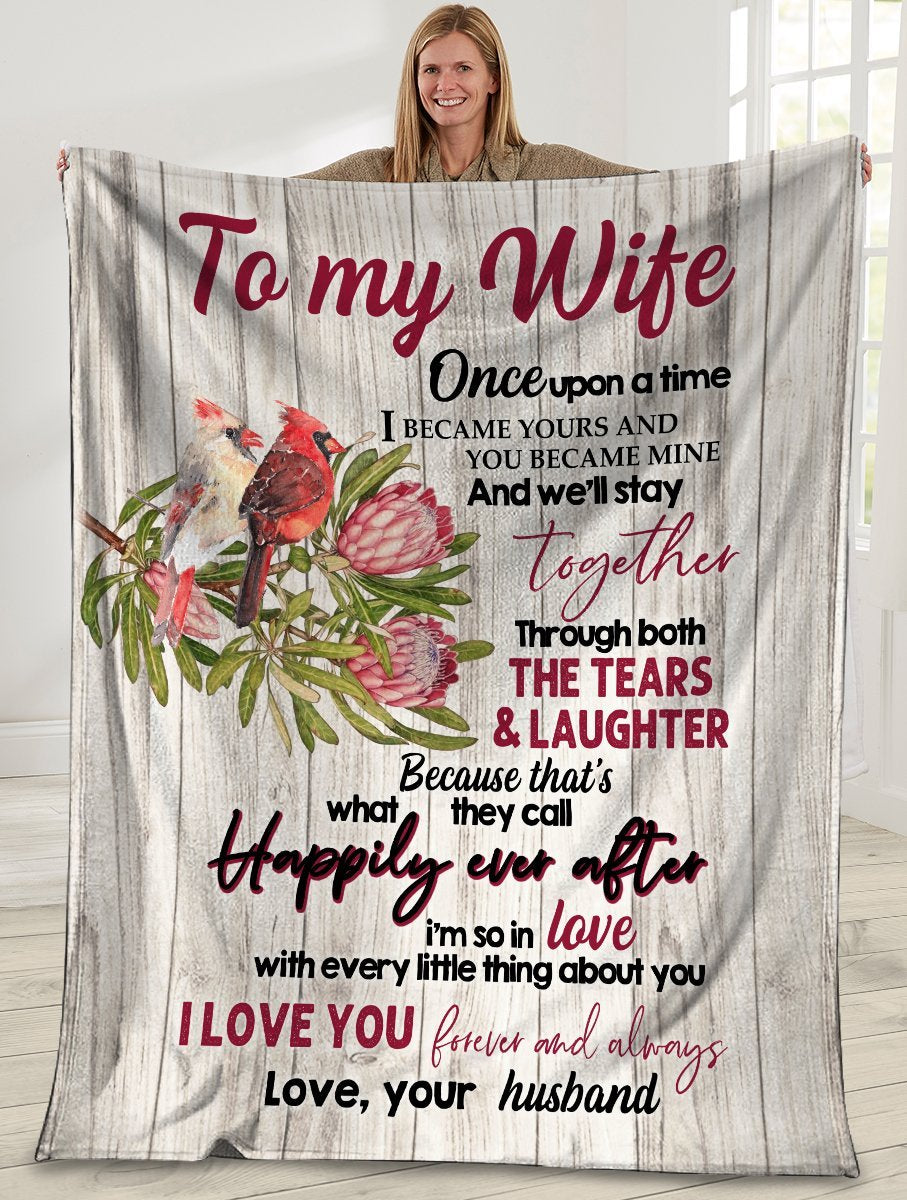 To my Wife
Once upon a time
I BECAME YOURS AND
YOU BECAME MINE
And we'll stay
together
Through both
THE TEARS
& LAUGHTER
Because that's
what they call
Happily ever after
i'm so in love
with every little thing about you
I LOVE YOU forever and always
Love, your husband